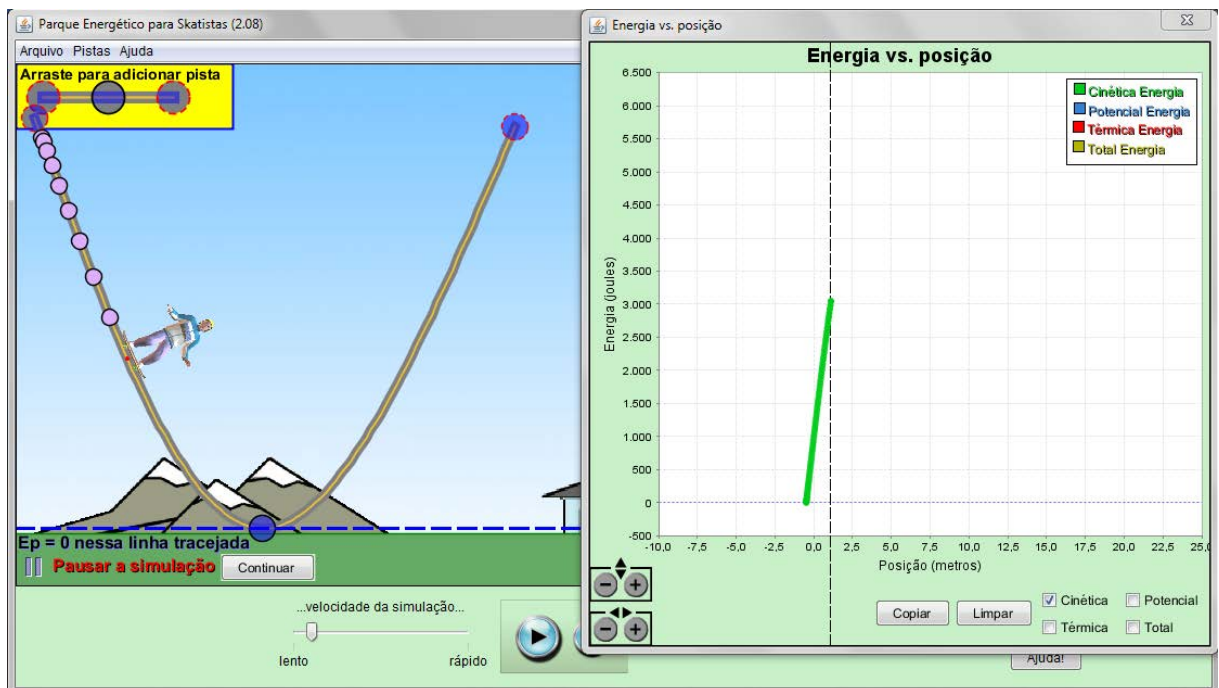 Parque Energético para Skatistas (2.08)
Arquivo Pistas Ajuda
Arraste para adicionar pista
Ep = 0 nessa linha tracejada
Pausar a simulação
Continuar
...velocidade da simulação...
lento
rápido
Energia vs. posição
Energia vs. posição
6.500
6.000
5.500
5.000
4.500
4.000
3.500
3.000
2.500
2.000
1.500
1.000
500
0
-500
Energia (joules)
-10,0 -7,5 -5,0 -2,5 0,0 2,5 5,0 7,5 10,0 12,5 15,0 17,5 20,0 22,5 25,0
Posição (metros)
Cinética Energia
Potencial Energia
Térmica Energia
Total Energia
Copiar
Limpar
Cinética
Potencial
Térmica
Total
Ajuda!